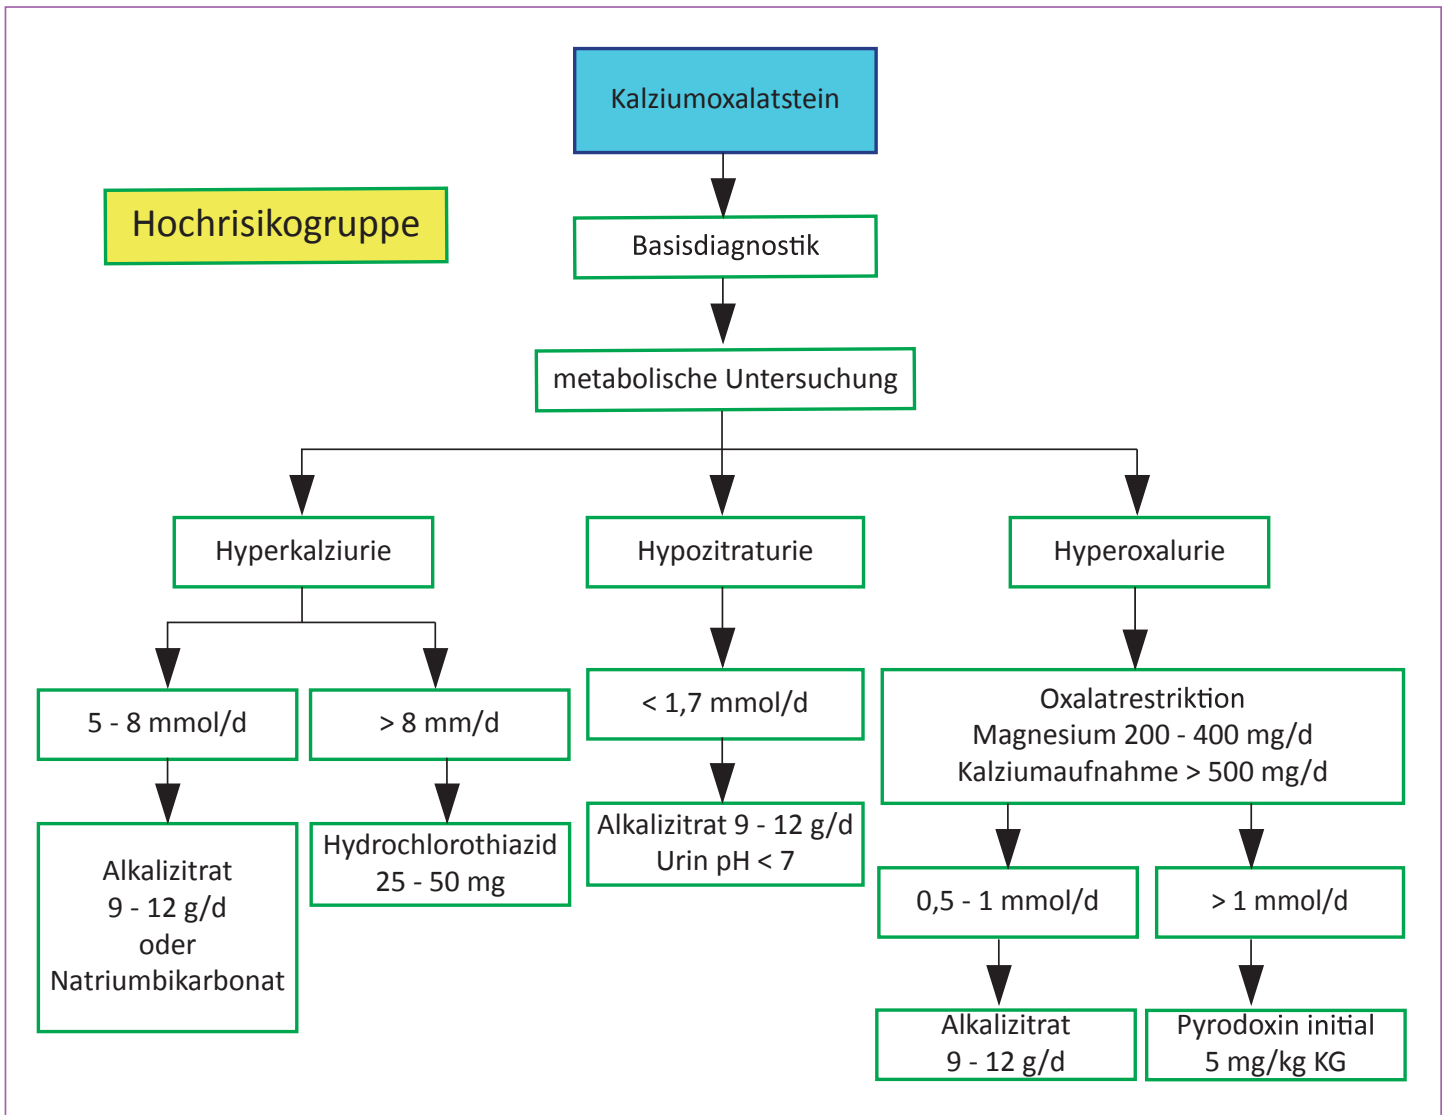 Kalziumoxalatstein
Hochrisikogruppe
Basisdiagnostik
metabolische Untersuchung
Hyperkalziurie
Hypozitraturie
Hyperoxalurie
5 - 8 mmol/d
> 8 mm/d
< 1,7 mmol/d
Oxalatrestriktion
Magnesium 200 - 400 mg/d
Kalziumaufnahme > 500 mg/d
Alkalizitrat
9 - 12 g/d
oder
Natriumbikarbonat
Hydrochlorothiazid
25 - 50 mg
Alkalizitrat 9 - 12 g/d
Urin pH < 7
0,5 - 1 mmol/d
> 1 mmol/d
Alkalizitrat
9 - 12 g/d
Pyrodoxin initial
5 mg/kg KG